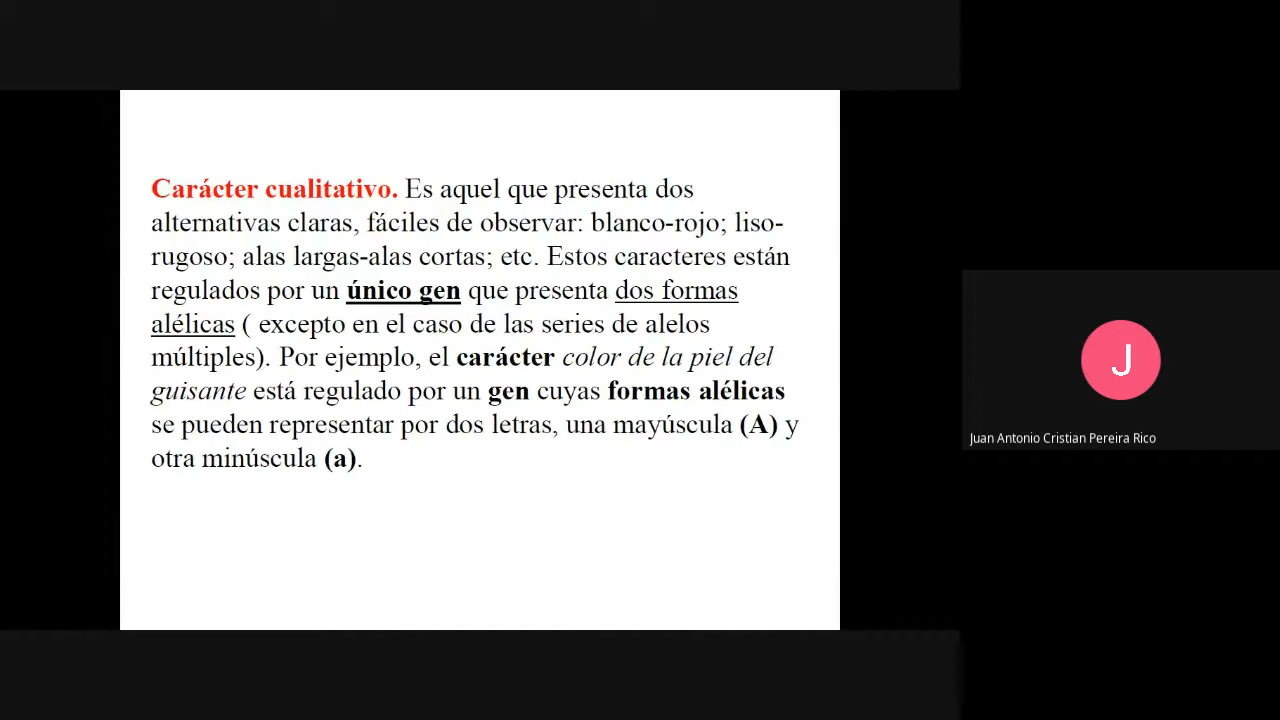 Carácter cualitativo. Es aquel que presenta dos
alternativas claras, fáciles de observar: blanco-rojo; liso-
rugoso; alas largas-alas cortas; etc. Estos caracteres están
regulados por un único gen que presenta dos formas
alélicas ( excepto en el caso de las series de alelos
múltiples). Por ejemplo, el carácter color de la piel del
guisante está regulado por un gen cuyas formas alélicas
se pueden representar por dos letras, una mayúscula (A) y
otra minúscula (a).
J
Juan Antonio Cristian Pereira Rico